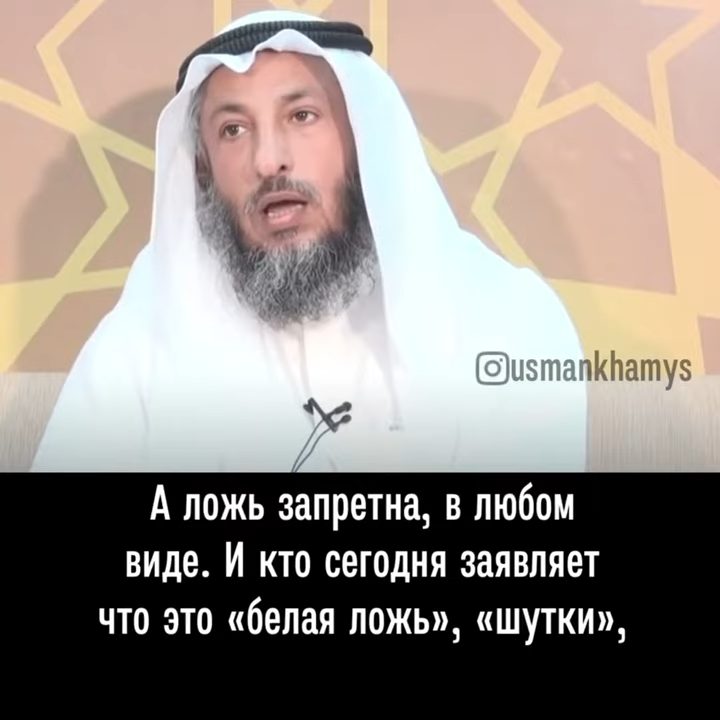 usmankhamys
А ложь запретна, в любом
виде. И кто сегодня заявляет
что это «белая ложь», «шутки»,